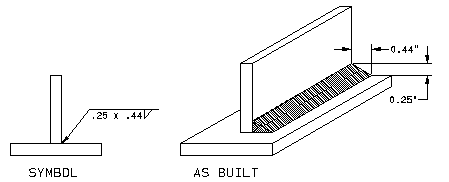 0.44"
.25 x .44
0.25"
SYMBOL
AS BUILT